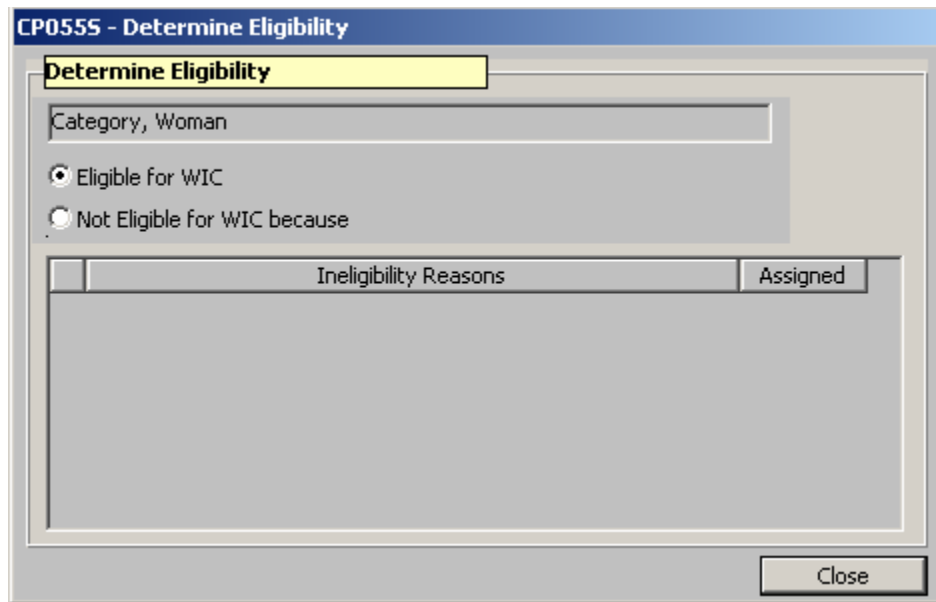 CP055S - Determine Eligibility
Determine Eligibility
Category, Woman
Eligible for WIC
Not Eligible for WIC because
Ineligibility Reasons Assigned
Close